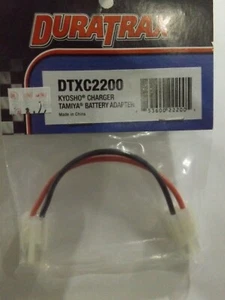 DURATRAX
DTXC2200
KYOSHO® CHARGER
TAMIYA® BATTERY ADAPTER
Made in China